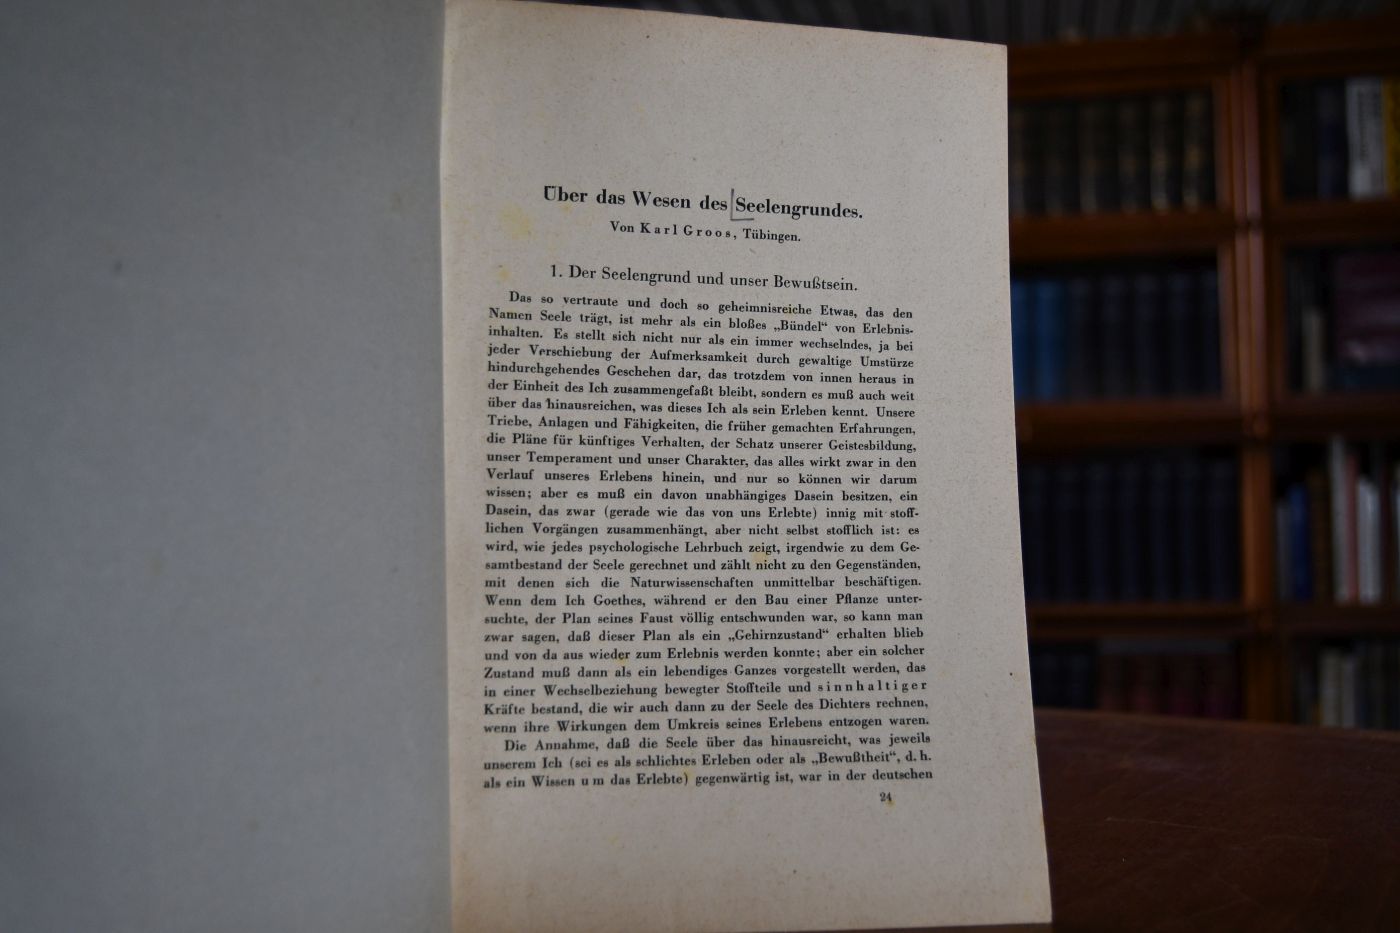 Über das Wesen des Seelengrundes.
Von Karl Groos, Tübingen.
1. Der Seelengrund und unser Bewußtsein.
Das so vertraute und doch so geheimnisreiche Etwas, das den
Namen Seele trägt, ist mehr als ein bloßes „Bündel“ von Erlebnis-
inhalten. Es stellt sich nicht nur als ein immer wechselndes, ja bei
jeder Verschiebung der Aufmerksamkeit durch gewaltige Umstürze
hindurchgehendes Geschehen dar, das trotzdem von innen heraus in
der Einheit des Ich zusammengefaßt bleibt, sondern es muß auch weit
über das hinausreichen, was dieses Ich als sein Erleben kennt. Unsere
Triebe, Anlagen und Fähigkeiten, die früher gemachten Erfahrungen,
die Pläne für künftiges Verhalten, der Schatz unserer Geistesbildung,
unser Temperament und unser Charakter, das alles wirkt zwar in den
Verlauf unseres Erlebens hinein, und nur so können wir darum
wissen; aber es muß ein davon unabhängiges Dasein besitzen, ein
Dasein, das zwar (gerade wie das von uns Erlebte) innig mit stoff-
lichen Vorgängen zusammenhängt, aber nicht selbst stofflich ist: es
wird, wie jedes psychologische Lehrbuch zeigt, irgendwie zu dem Ge-
samtbestand der Seele gerechnet und zählt nicht zu den Gegenständen,
mit denen sich die Naturwissenschaften unmittelbar beschäftigen.
Wenn dem Ich Goethes, während er den Bau einer Pflanze unter-
suchte, der Plan seines Faust völlig entschwunden war, so kann man
zwar sagen, daß dieser Plan als ein „Gehirnzustand“ erhalten blieb
und von da aus wieder zum Erlebnis werden konnte; aber ein solcher
Zustand muß dann als ein lebendiges Ganzes vorgestellt werden, das
in einer Wechselbeziehung bewegter Stoffteile und sinnhaltiger
Kräfte bestand, die wir auch dann zu der Seele des Dichters rechnen,
wenn ihre Wirkungen dem Umkreis seines Erlebens entzogen waren.
Die Annahme, daß die Seele über das hinausreicht, was jeweils
unserem Ich (sei es als schlichtes Erleben oder als „Bewußtheit“, d. h.
als ein Wissen um das Erlebte) gegenwärtig ist, war in der deutschen
24